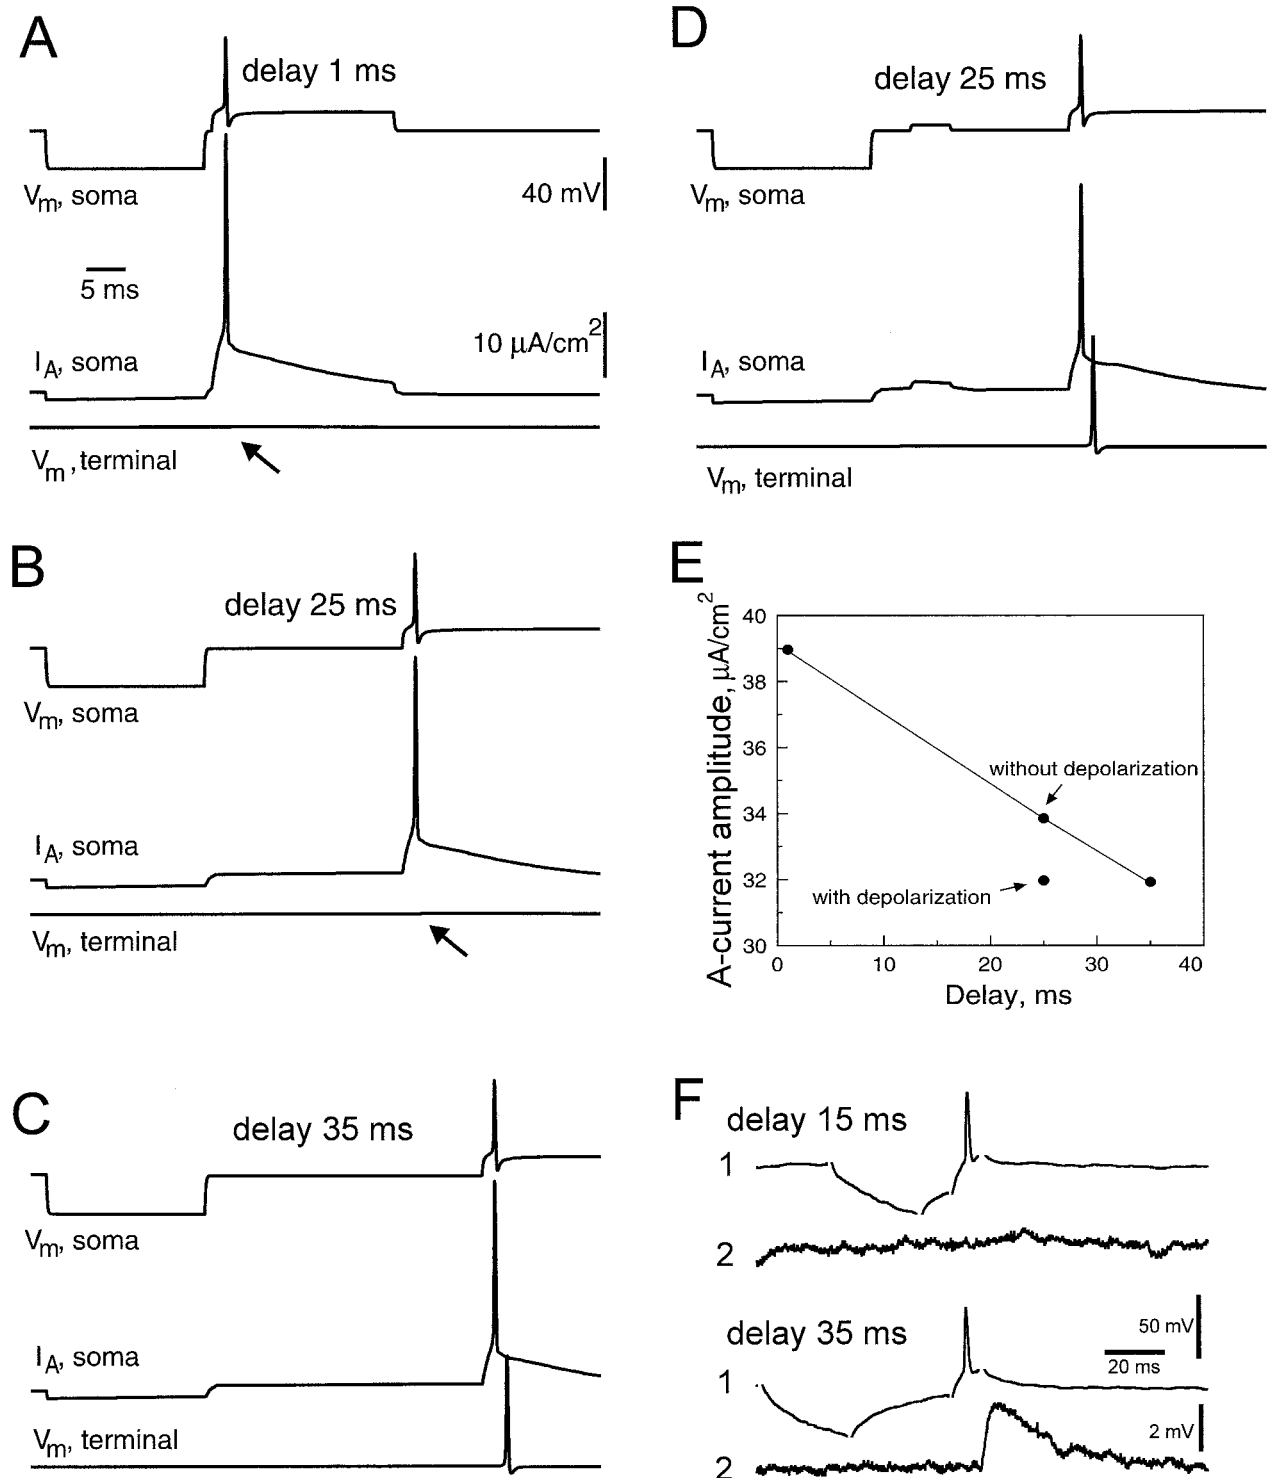 A
delay 1 ms
Vm, soma
40 mV
5 ms
10 μA/cm2
IA, soma
Vm, terminal
B
delay 25 ms
Vm, soma
IA, soma
Vm, terminal
C
delay 35 ms
Vm, soma
IA, soma
Vm, terminal
D
delay 25 ms
Vm, soma
IA, soma
Vm, terminal
E
A-current amplitude, μA/cm2
40
38
36
34
32
30
without depolarization
with depolarization
0 10 20 30 40
Delay, ms
F
delay 15 ms
1
2
delay 35 ms
50 mV
20 ms
1
2 mV
2